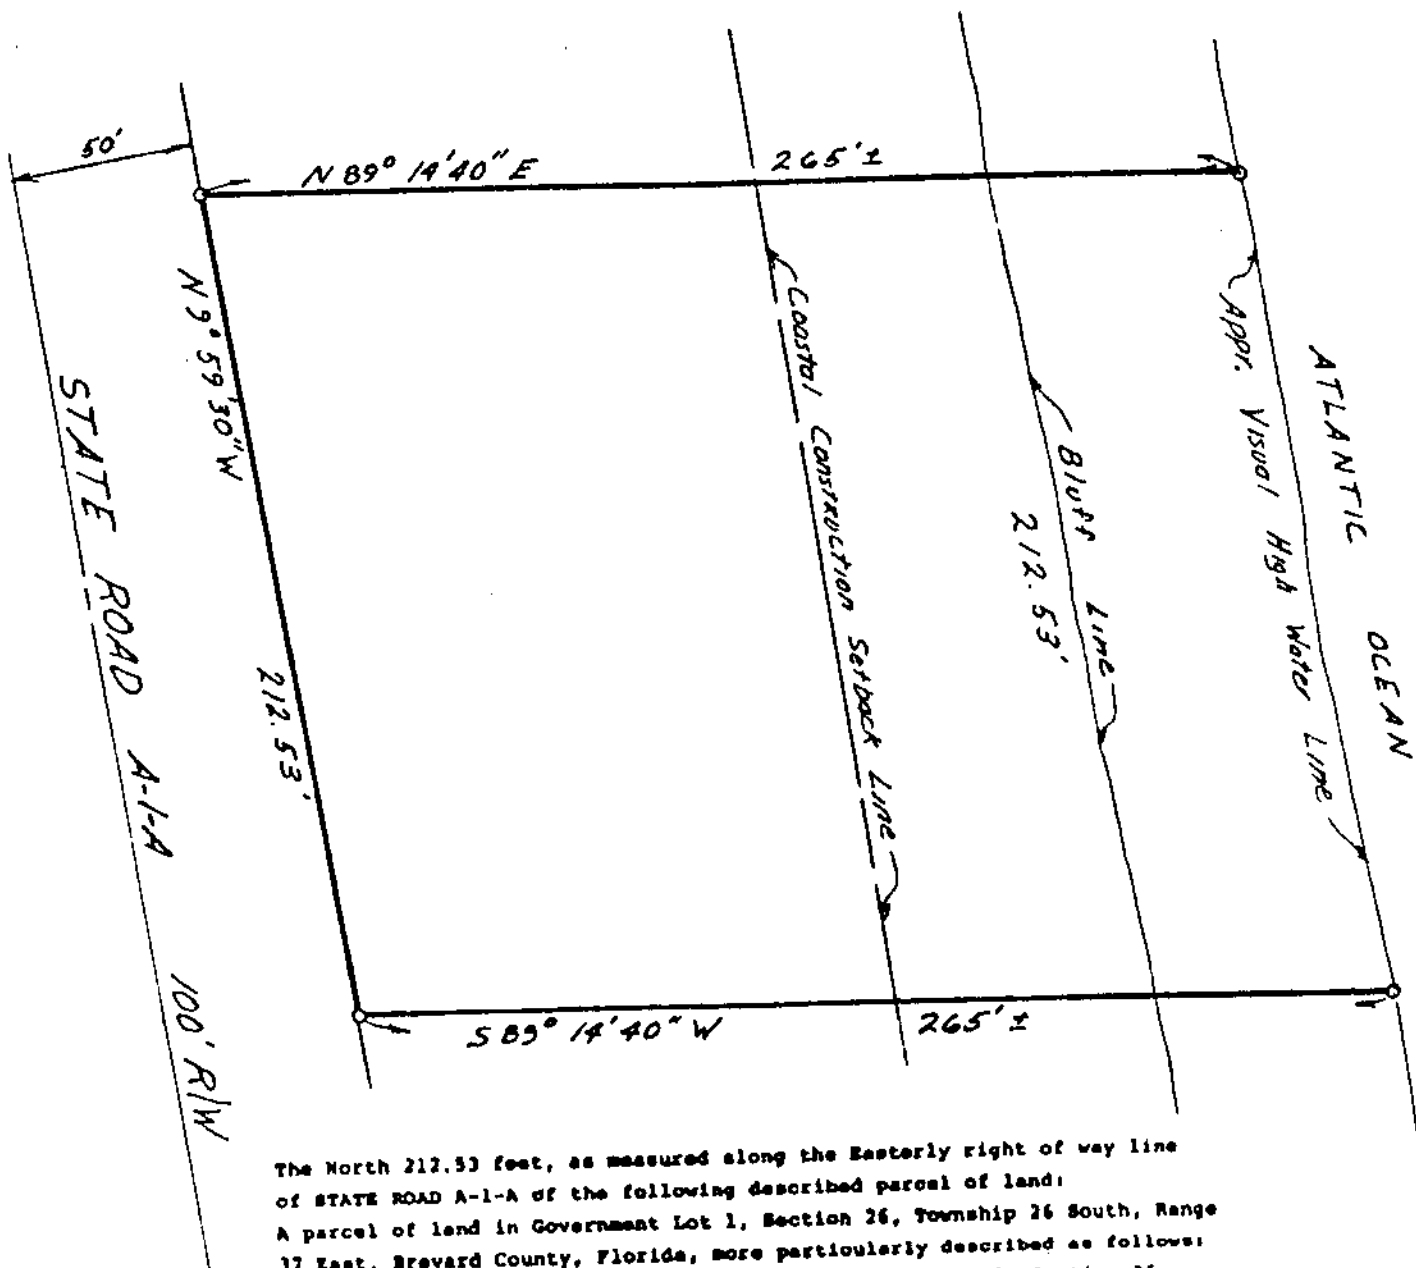 50'
N 89° 14' 40" E
265' ±
N 9° 59' 30" W
212.53'
STATE ROAD A-1-A 100' R/W
Coastal Construction Setback Line
Bluff Line
212.53'
Appr. Visual High Water Line
ATLANTIC OCEAN
S 89° 14' 40" W
265' ±
The North 212.53 feet, as measured along the Easterly right of way line
of STATE ROAD A-1-A of the following described parcel of land:
A parcel of land in Government Lot 1, Section 26, Township 26 South, Range
37 East, Brevard County, Florida, more particularly described as follows: